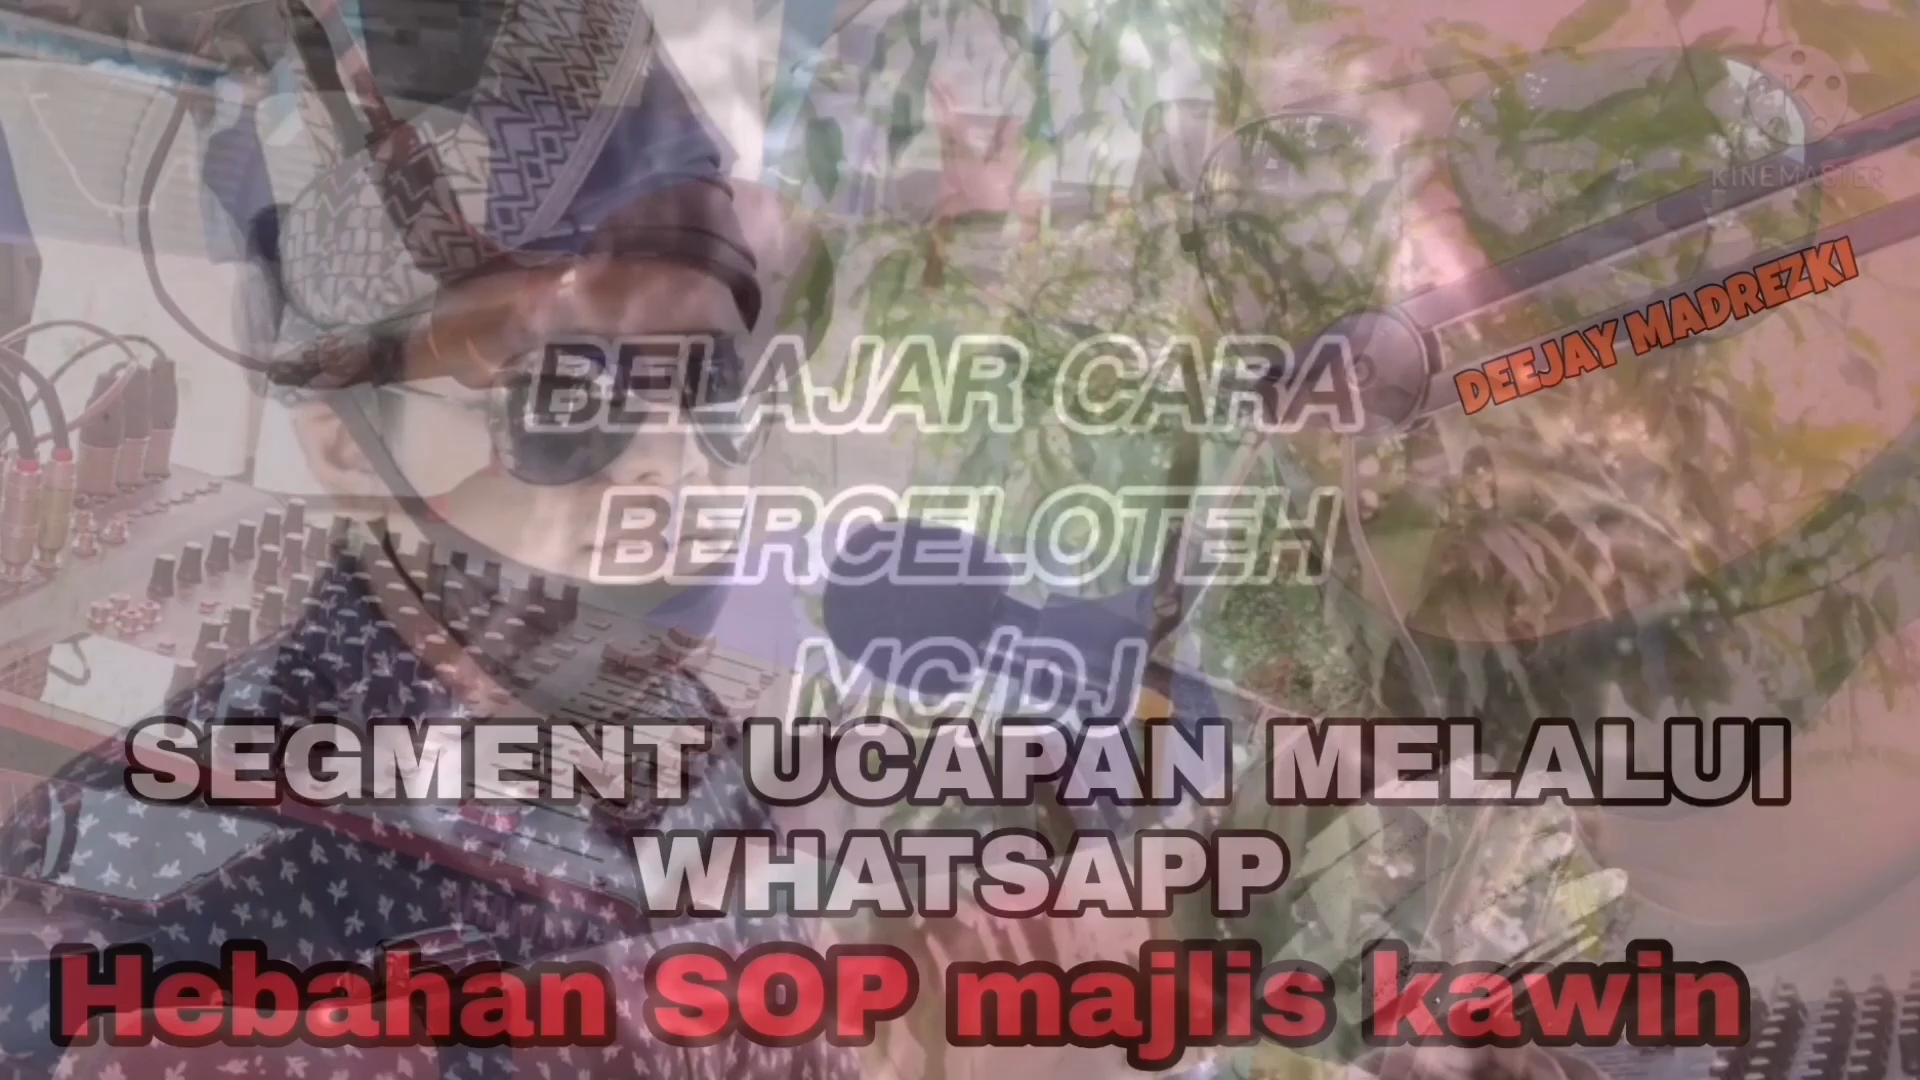 KINEMASTER
DEEJAY MADREZKI
BELAJAR CARA
BERCELOTEH
MC/DJ
SEGMENT UCAPAN MELALUI
WHATSAPP
Hebahan SOP majlis kawin